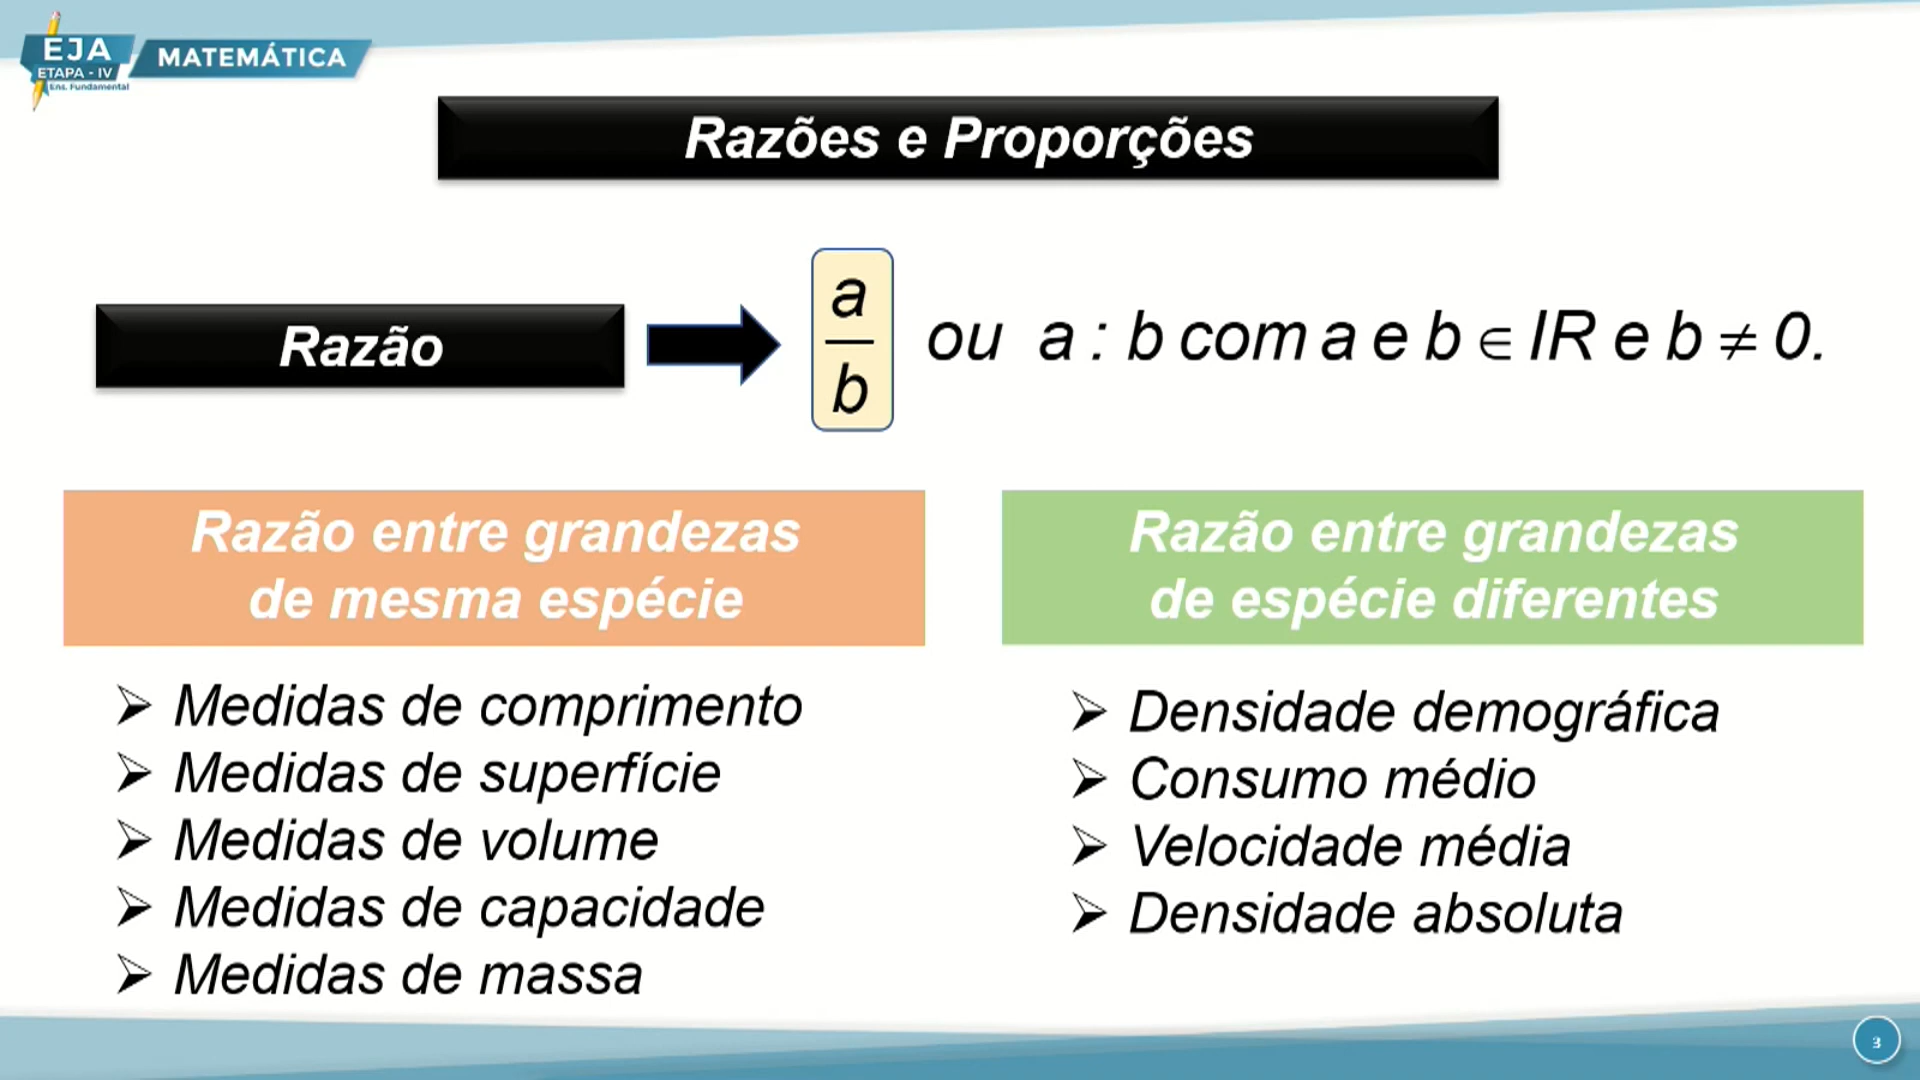 EJA
ETAPA - IV
Ens. Fundamental
MATEMÁTICA
Razões e Proporções
Razão
a
b
ou a : b com a e b ∈ IR e b ≠ 0.
Razão entre grandezas
de mesma espécie
Medidas de comprimento
Medidas de superfície
Medidas de volume
Medidas de capacidade
Medidas de massa
Razão entre grandezas
de espécie diferentes
Densidade demográfica
Consumo médio
Velocidade média
Densidade absoluta
3